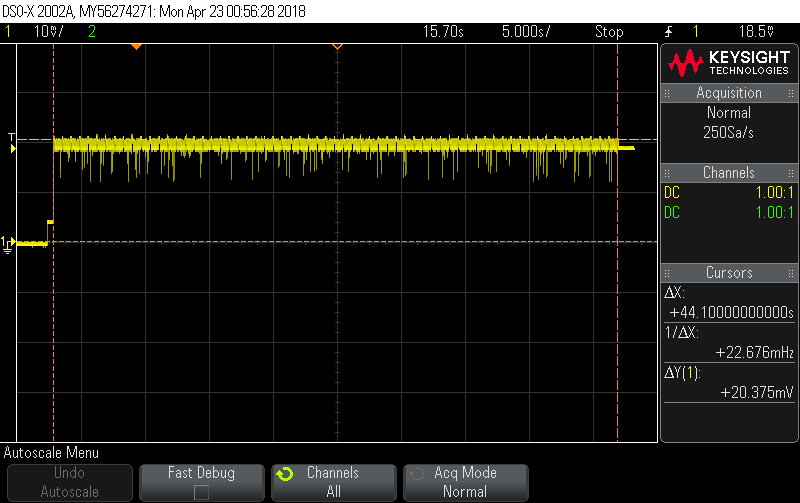 DSO-X 2002A, MY56274271: Mon Apr 23 00:56:28 2018
1 10mV/ 2 15.70s 5.000s/ Stop 1 18.5mV
T
1
KEYSIGHT
TECHNOLOGIES
Acquisition
Normal
250Sa/s
Channels
DC 1.00:1
DC 1.00:1
Cursors
ΔX:
+44.10000000000s
1/ΔX:
+22.676mHz
ΔY(1):
+20.375mV
Autoscale Menu
Undo
Autoscale
Fast Debug
Channels
All
Acq Mode
Normal